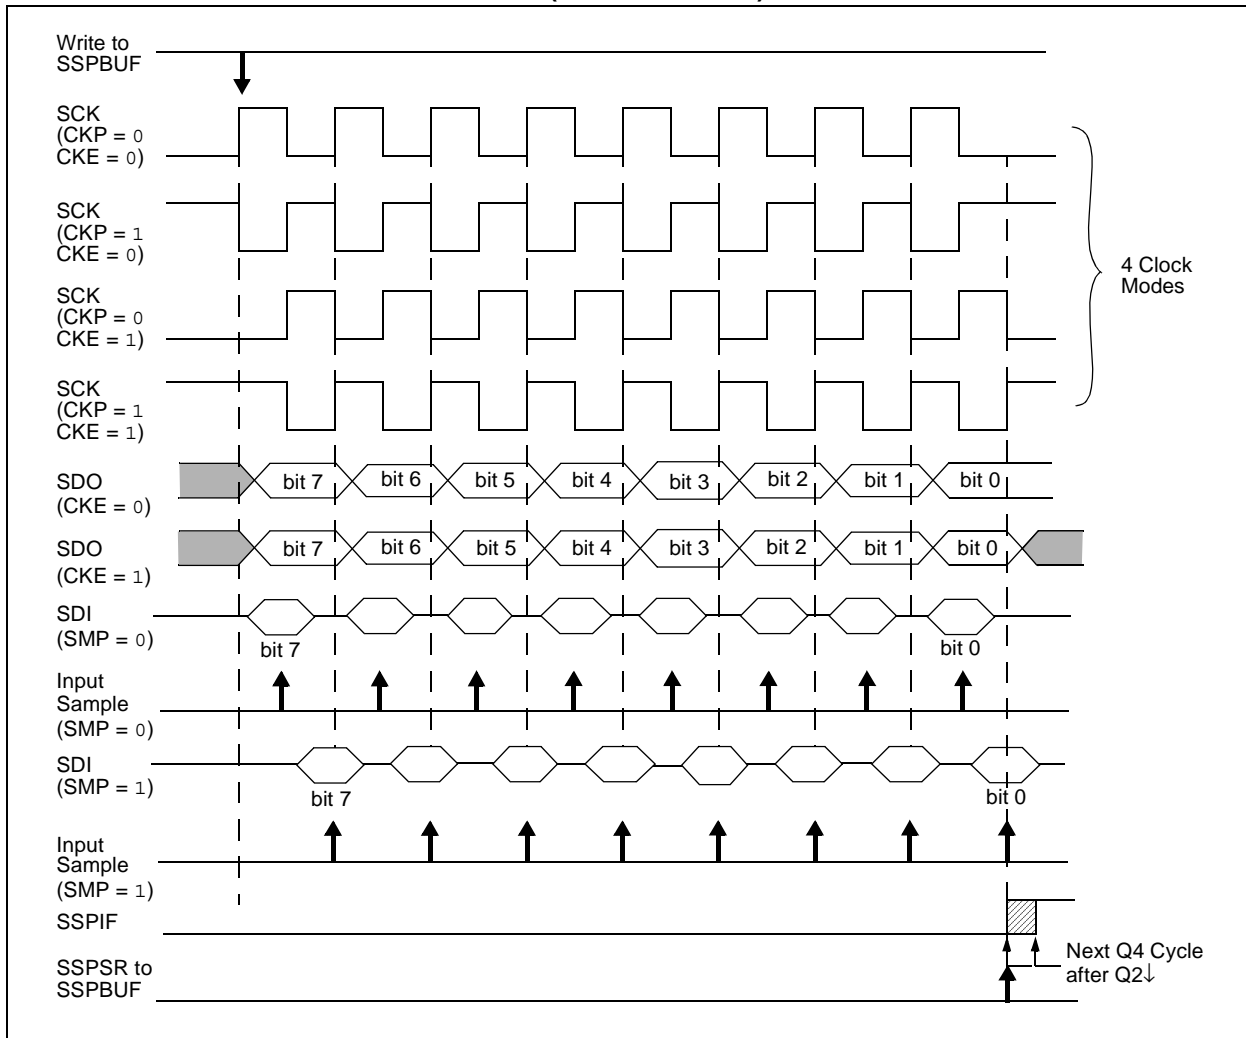 Write to
SSPBUF
SCK
(CKP = 0
CKE = 0)
SCK
(CKP = 1
CKE = 0)
SCK
(CKP = 0
CKE = 1)
SCK
(CKP = 1
CKE = 1)
4 Clock
Modes
SDO
(CKE = 0)
bit 7 bit 6 bit 5 bit 4 bit 3 bit 2 bit 1 bit 0
SDO
(CKE = 1)
bit 7 bit 6 bit 5 bit 4 bit 3 bit 2 bit 1 bit 0
SDI
(SMP = 0)
bit 7 bit 0
Input
Sample
(SMP = 0)
SDI
(SMP = 1)
bit 7 bit 0
Input
Sample
(SMP = 1)
SSPIF
SSPSR to
SSPBUF
Next Q4 Cycle
after Q2↓